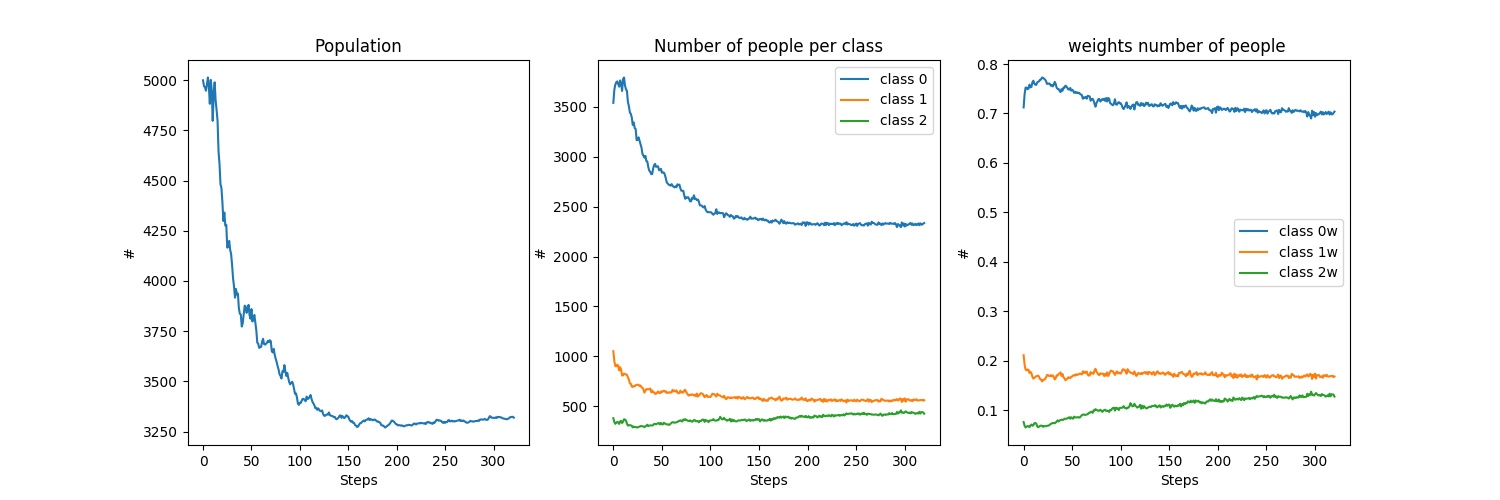 Population
5000
4750
4500
4250
4000
3750
3500
3250
#
0 50 100 150 200 250 300
Steps
Number of people per class
3500
3000
2500
2000
1500
1000
500
#
class 0
class 1
class 2
0 50 100 150 200 250 300
Steps
weights number of people
0.8
0.7
0.6
0.5
0.4
0.3
0.2
0.1
#
class 0w
class 1w
class 2w
0 50 100 150 200 250 300
Steps